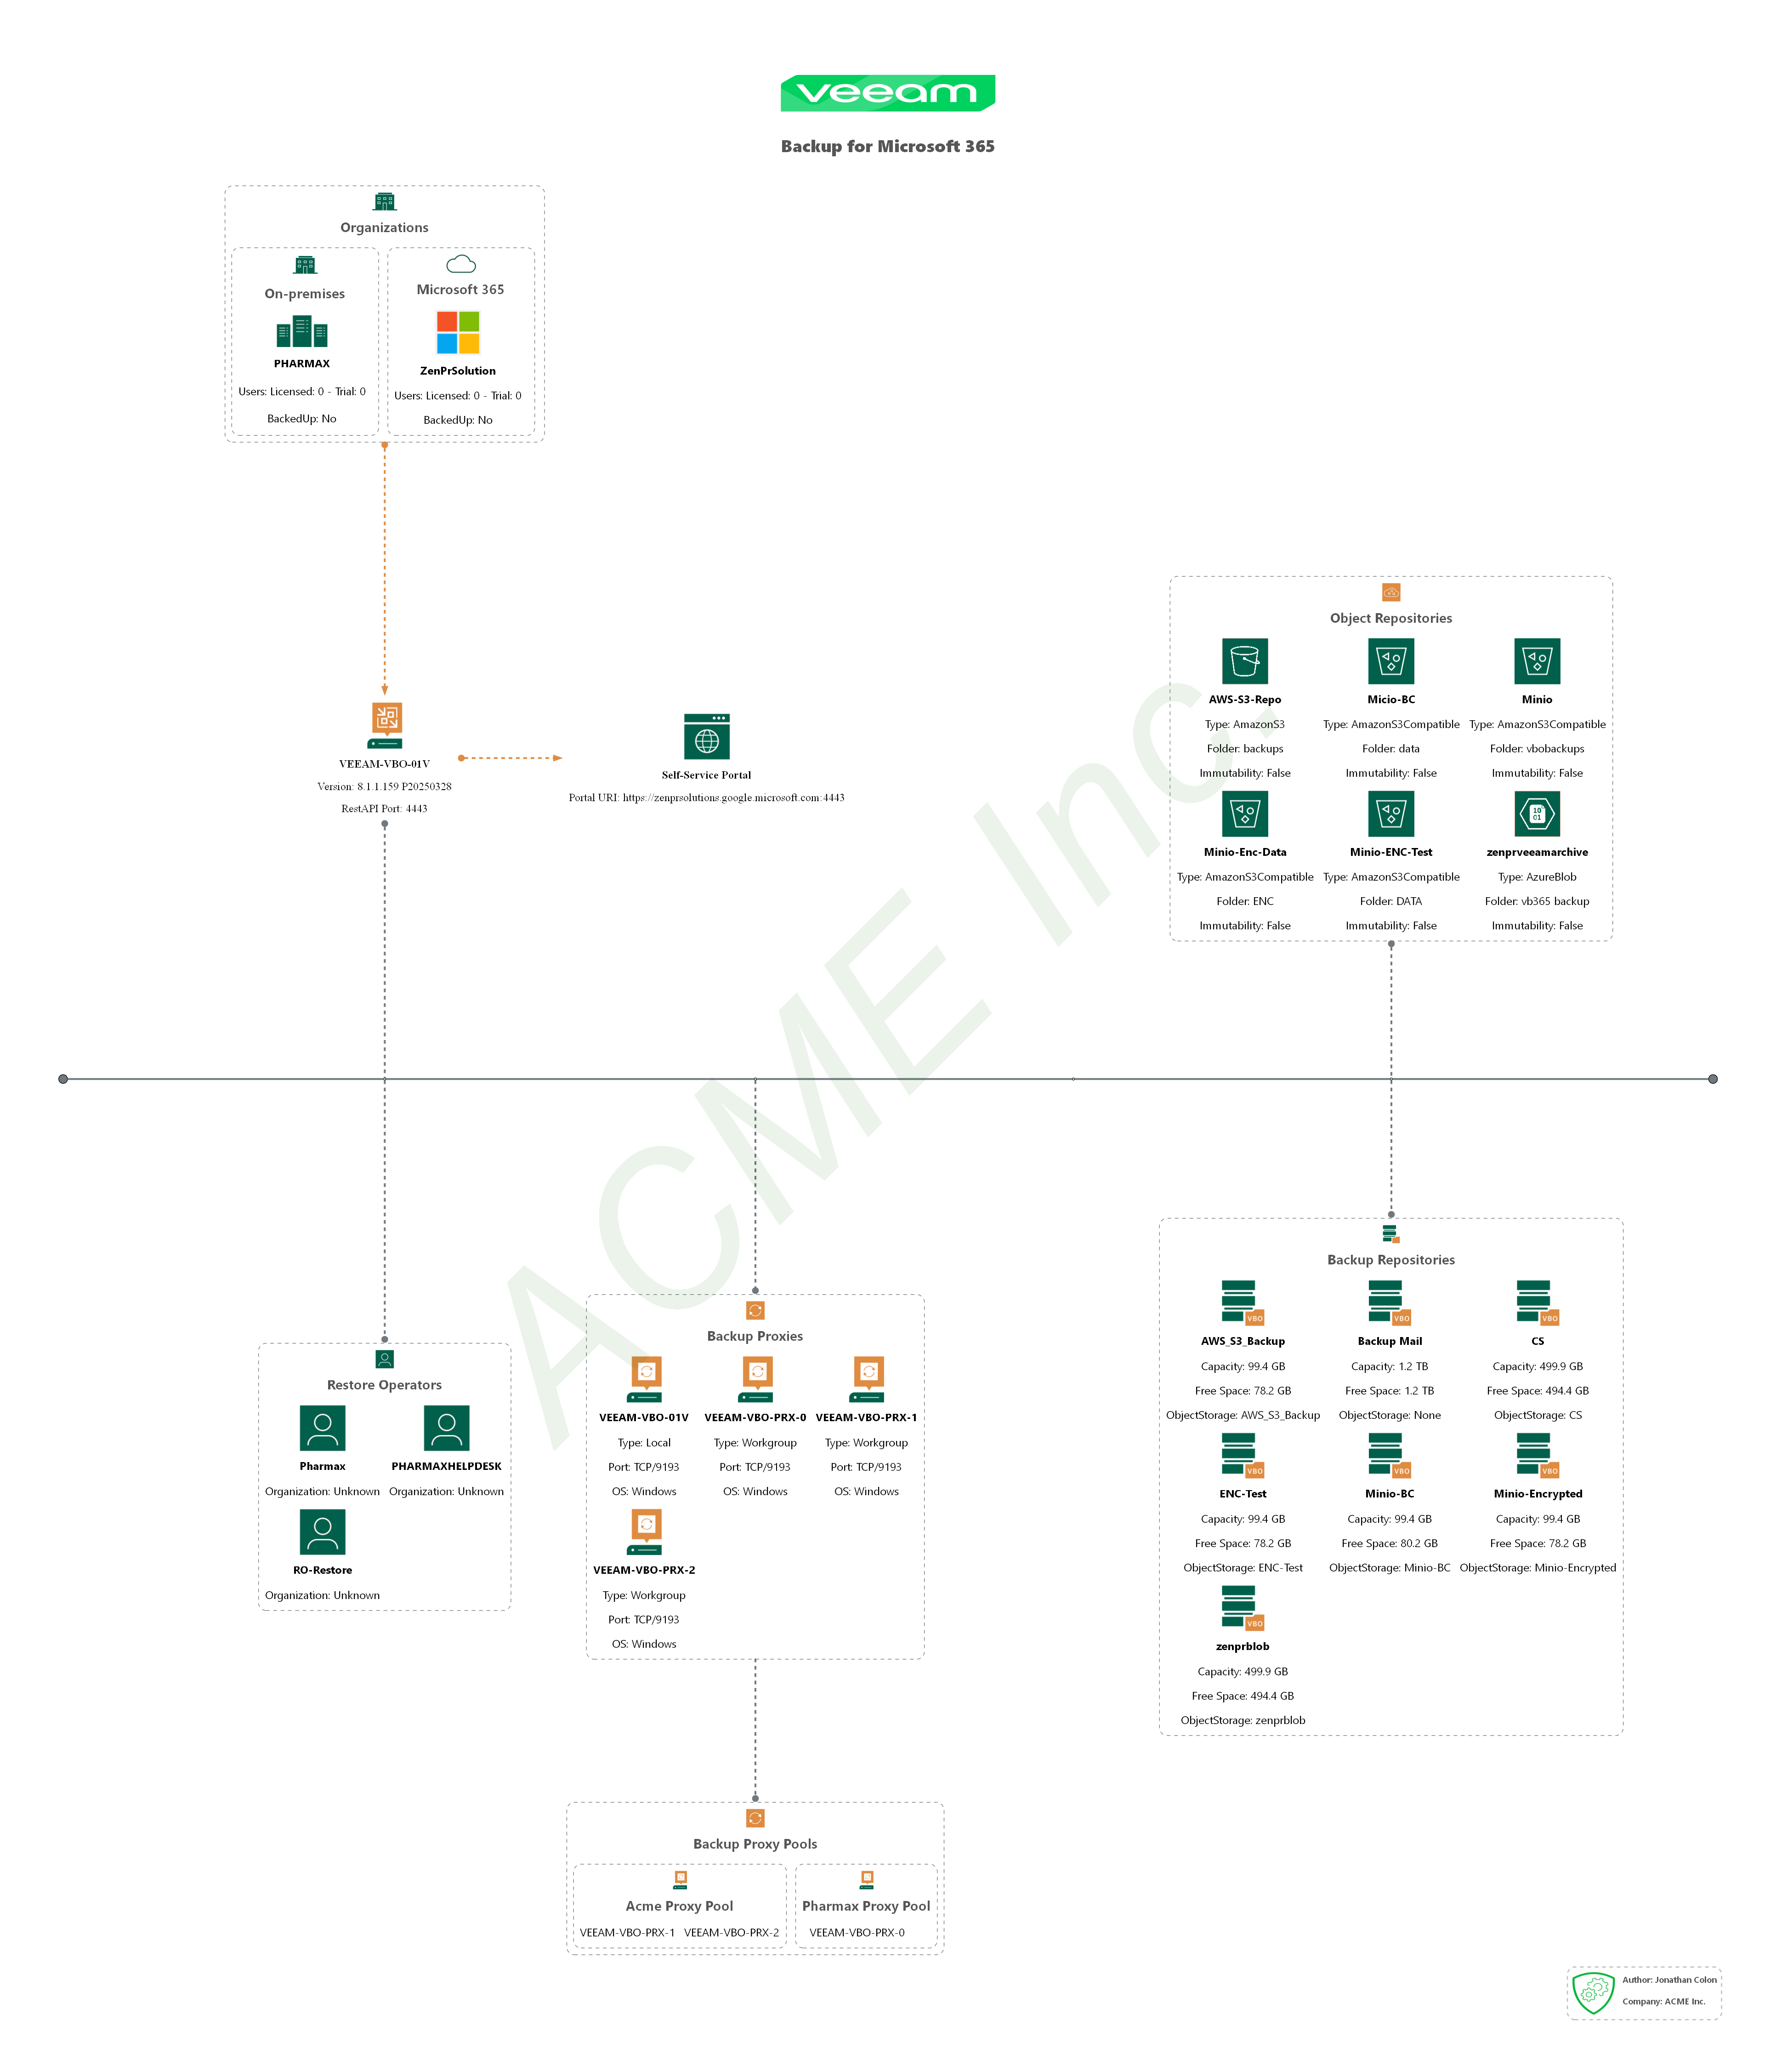 veeam
Backup for Microsoft 365
Organizations
On-premises
PHARMAX
Users: Licensed: 0 - Trial: 0
BackedUp: No
Microsoft 365
ZenPrSolution
Users: Licensed: 0 - Trial: 0
BackedUp: No
VEEAM-VBO-01V
Version: 8.1.1.159 P20250328
RestAPI Port: 4443
Self-Service Portal
Portal URI: https://zenprsolutions.google.microsoft.com:4443
Object Repositories
AWS-S3-Repo
Type: AmazonS3
Folder: backups
Immutability: False
Micio-BC
Type: AmazonS3Compatible
Folder: data
Immutability: False
Minio
Type: AmazonS3Compatible
Folder: vbobackups
Immutability: False
Minio-Enc-Data
Type: AmazonS3Compatible
Folder: ENC
Immutability: False
Minio-ENC-Test
Type: AmazonS3Compatible
Folder: DATA
Immutability: False
10
01
zenprveeamarchive
Type: AzureBlob
Folder: vb365 backup
Immutability: False
ACME Inc.
Restore Operators
Pharmax
Organization: Unknown
PHARMAXHELPDESK
Organization: Unknown
RO-Restore
Organization: Unknown
Backup Proxies
VEEAM-VBO-01V
Type: Local
Port: TCP/9193
OS: Windows
VEEAM-VBO-PRX-0
Type: Workgroup
Port: TCP/9193
OS: Windows
VEEAM-VBO-PRX-1
Type: Workgroup
Port: TCP/9193
OS: Windows
VEEAM-VBO-PRX-2
Type: Workgroup
Port: TCP/9193
OS: Windows
Backup Repositories
VBO
AWS_S3_Backup
Capacity: 99.4 GB
Free Space: 78.2 GB
ObjectStorage: AWS_S3_Backup
VBO
Backup Mail
Capacity: 1.2 TB
Free Space: 1.2 TB
ObjectStorage: None
VBO
CS
Capacity: 499.9 GB
Free Space: 494.4 GB
ObjectStorage: CS
VBO
ENC-Test
Capacity: 99.4 GB
Free Space: 78.2 GB
ObjectStorage: ENC-Test
VBO
Minio-BC
Capacity: 99.4 GB
Free Space: 80.2 GB
ObjectStorage: Minio-BC
VBO
Minio-Encrypted
Capacity: 99.4 GB
Free Space: 78.2 GB
ObjectStorage: Minio-Encrypted
VBO
zenprblob
Capacity: 499.9 GB
Free Space: 494.4 GB
ObjectStorage: zenprblob
Backup Proxy Pools
Acme Proxy Pool
VEEAM-VBO-PRX-1 VEEAM-VBO-PRX-2
Pharmax Proxy Pool
VEEAM-VBO-PRX-0
Author: Jonathan Colon
Company: ACME Inc.